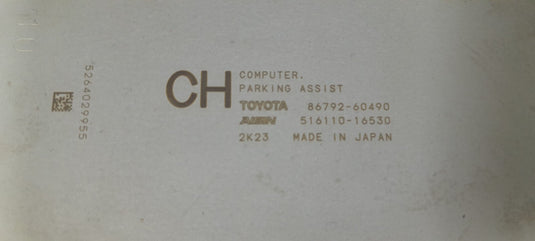 CH
COMPUTER.
PARKING ASSIST
TOYOTA 86792-60490
AISIN 516110-16530
2K23 MADE IN JAPAN
5264029955